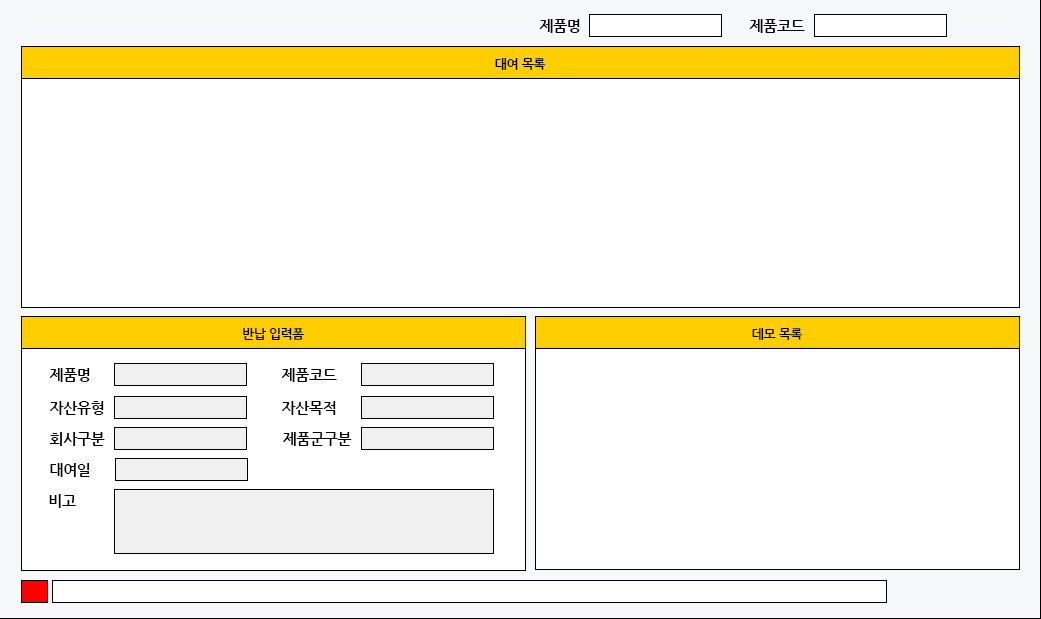 제품명 제품코드
대여 목록
반납 입력폼
제품명 제품코드
자산유형 자산목적
회사구분 제품군구분
대여일
비고
데모 목록